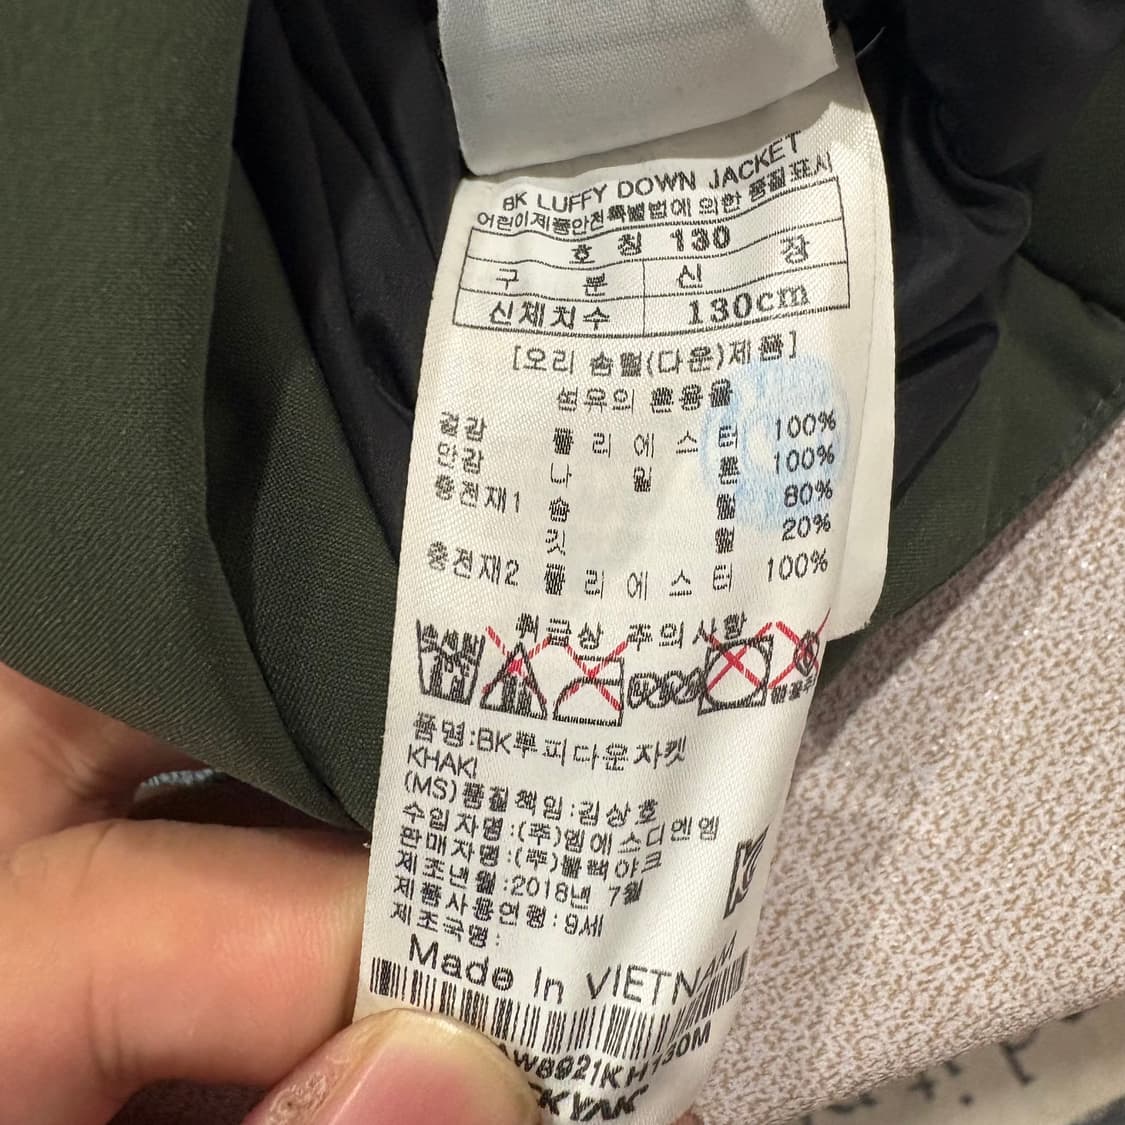 BK LUFFY DOWN JACKET
어린이제품안전특별법에 의한 품질표시
호 칭 130
구 분 신 장
신체치수 130cm
[오리 솜털(다운)제품]
섬유의 혼용율
겉감 폴 리 에 스 터 100%
안감 나 일 론 100%
충전재1 솜 털 80%
깃 털 20%
충전재2 폴 리 에 스 터 100%
취급상 주의사항
품명:BK루피다운자켓
KHAKI
(MS)품질책임:김상호
수입자명:(주)엠에스디엔엠
판매자명:(주)블랙야크
제조년월:2018년 7월
제품사용연령:9세
제조국명:
Made In VIETNAM
AW8921KH130M